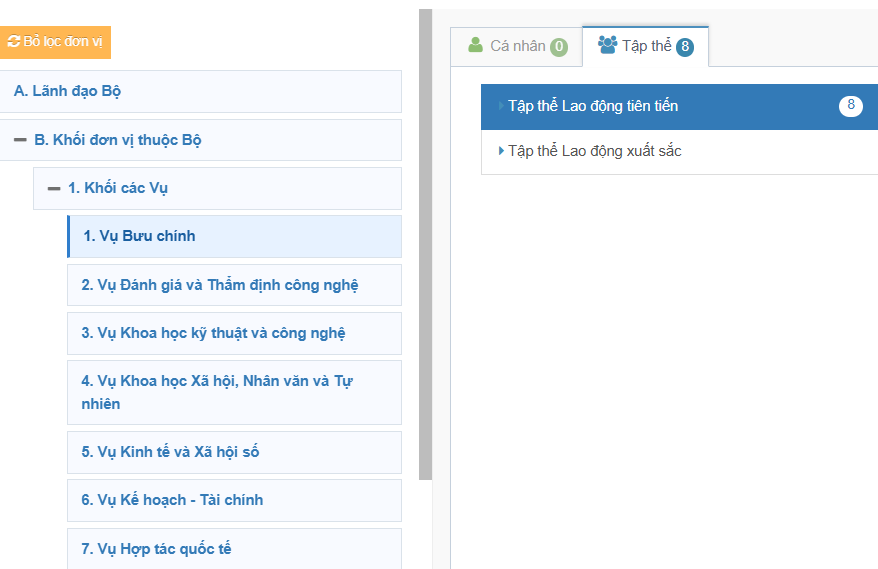 Bỏ lọc đơn vị
A. Lãnh đạo Bộ
B. Khối đơn vị thuộc Bộ
1. Khối các Vụ
1. Vụ Bưu chính
2. Vụ Đánh giá và Thẩm định công nghệ
3. Vụ Khoa học kỹ thuật và công nghệ
4. Vụ Khoa học Xã hội, Nhân văn và Tự
nhiên
5. Vụ Kinh tế và Xã hội số
6. Vụ Kế hoạch - Tài chính
7. Vụ Hợp tác quốc tế
Cá nhân 0
Tập thể 8
Tập thể Lao động tiên tiến 8
Tập thể Lao động xuất sắc